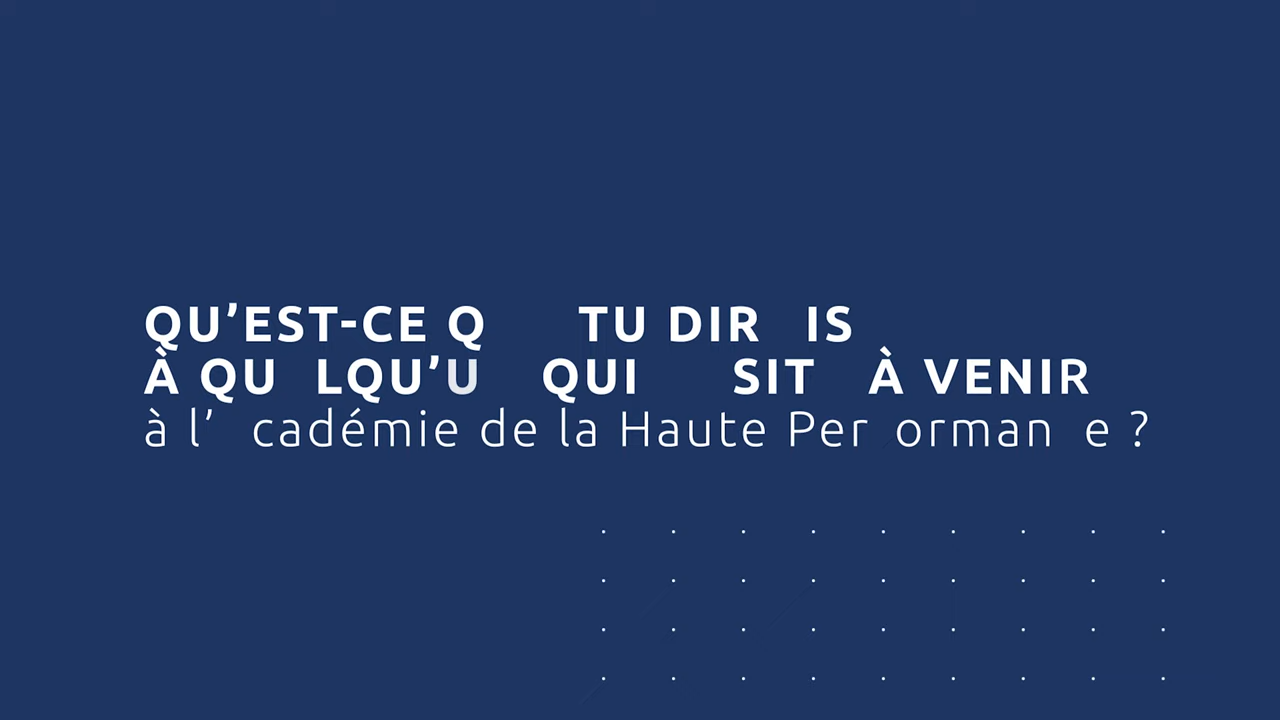 QU’EST-CE Q TU DIR IS
À QU LQU’U QUI SIT À VENIR
à l’ cadémie de la Haute Per orman e ?